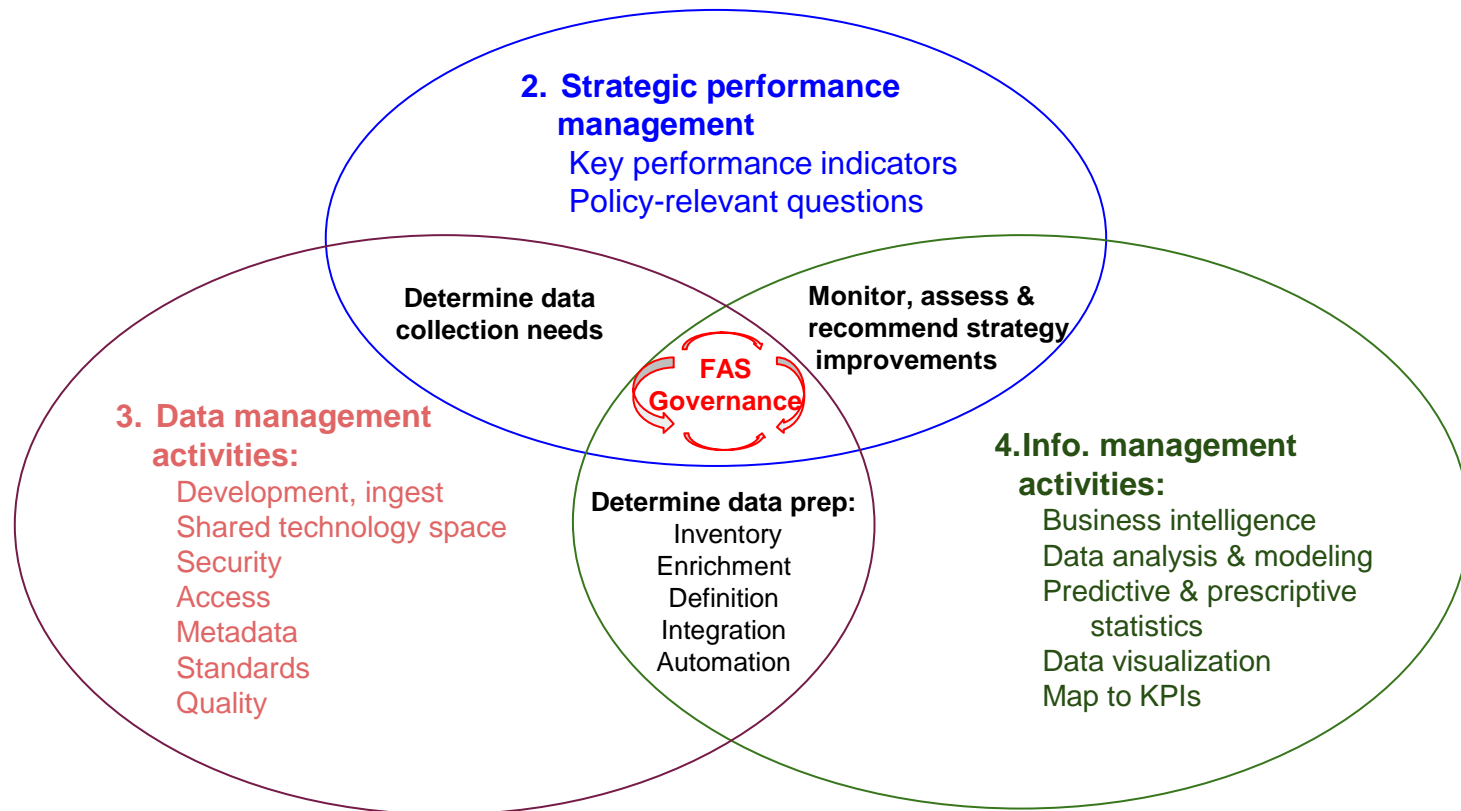 2. Strategic performance
management
Key performance indicators
Policy-relevant questions
Determine data
collection needs
Monitor, assess &
recommend strategy
improvements
FAS
Governance
3. Data management
activities:
Development, ingest
Shared technology space
Security
Access
Metadata
Standards
Quality
Determine data prep:
Inventory
Enrichment
Definition
Integration
Automation
4.Info. management
activities:
Business intelligence
Data analysis & modeling
Predictive & prescriptive
statistics
Data visualization
Map to KPIs